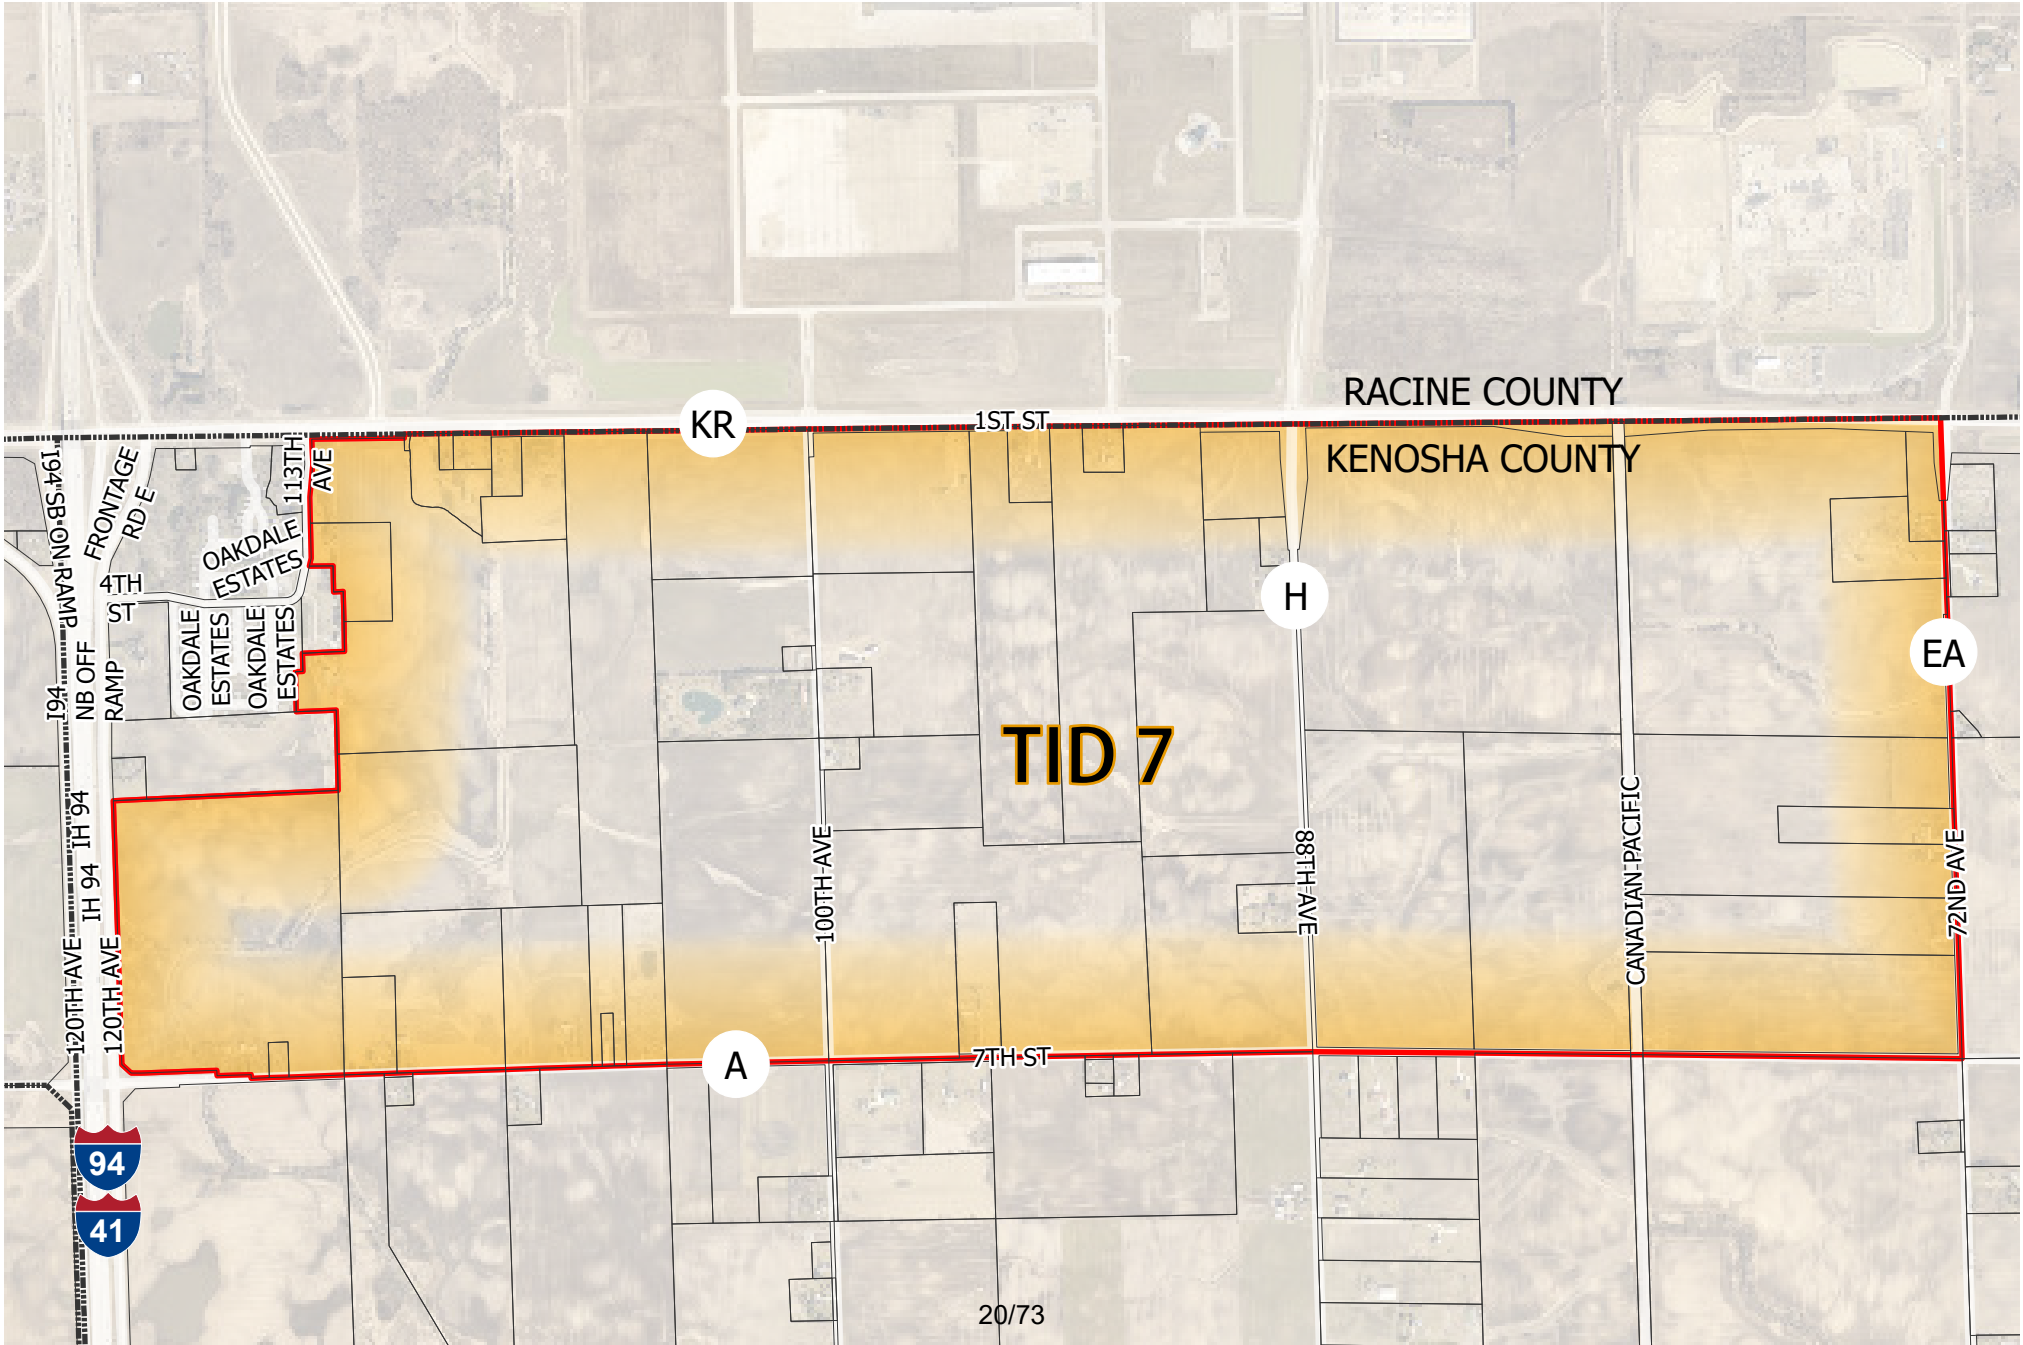 RACINE COUNTY
KR
1ST ST
KENOSHA COUNTY
I94 SB ON RAMP
FRONTAGE
RD E
113TH
AVE
OAKDALE
ESTATES
4TH
ST
OAKDALE
ESTATES
OAKDALE
ESTATES
H
EA
I94
NB OFF
RAMP
TID 7
IH 94
IH 94
100TH AVE
88TH AVE
CANADIAN PACIFIC
72ND AVE
120TH AVE
120TH AVE
A
7TH ST
94
41
20/73